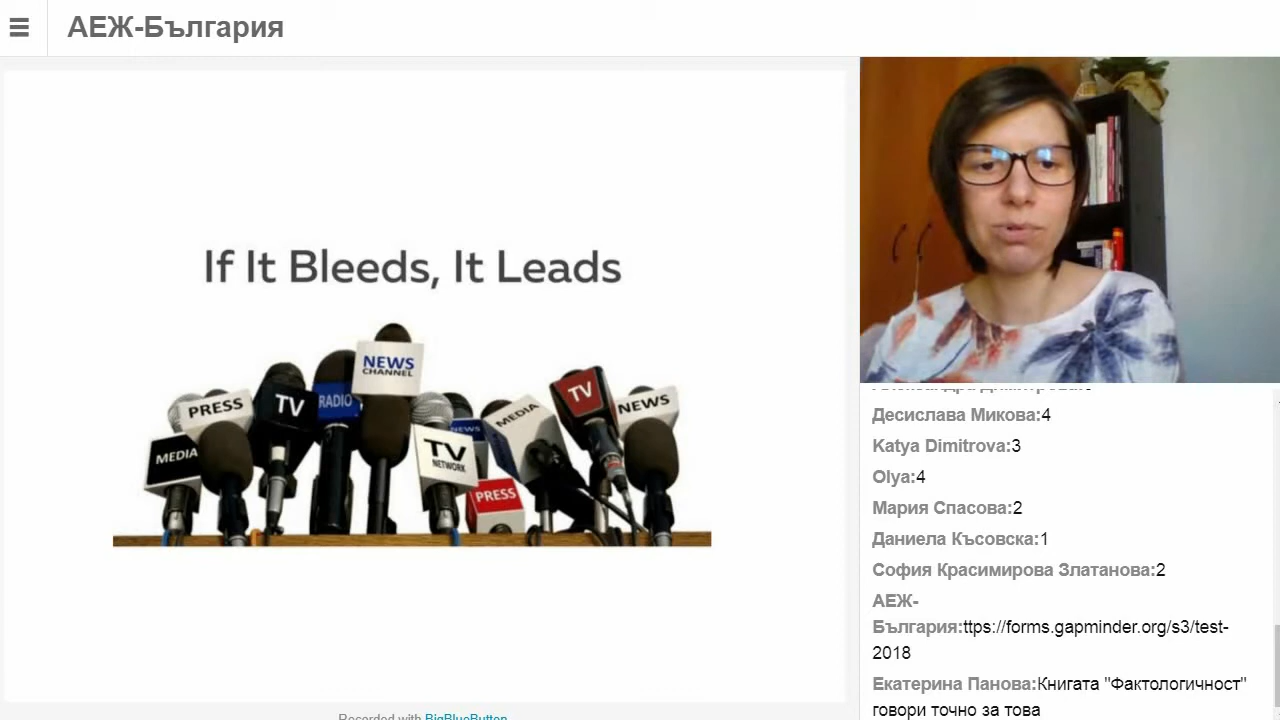 АЕЖ-България
If It Bleeds, It Leads
NEWS
CHANNEL
PRESS
TV
RADIO
MEDIA
NEWS
MEDIA
TV
NEWS
TV
NETWORK
PRESS
Десислава Микова:4
Katya Dimitrova:3
Olya:4
Мария Спасова:2
Даниела Късовска:1
София Красимирова Златанова:2
АЕЖ-
България:ttps://forms.gapminder.org/s3/test-
2018
Екатерина Панова:Книгата "Фактологичност"
говори точно за това
Recorded with BigBlueButton